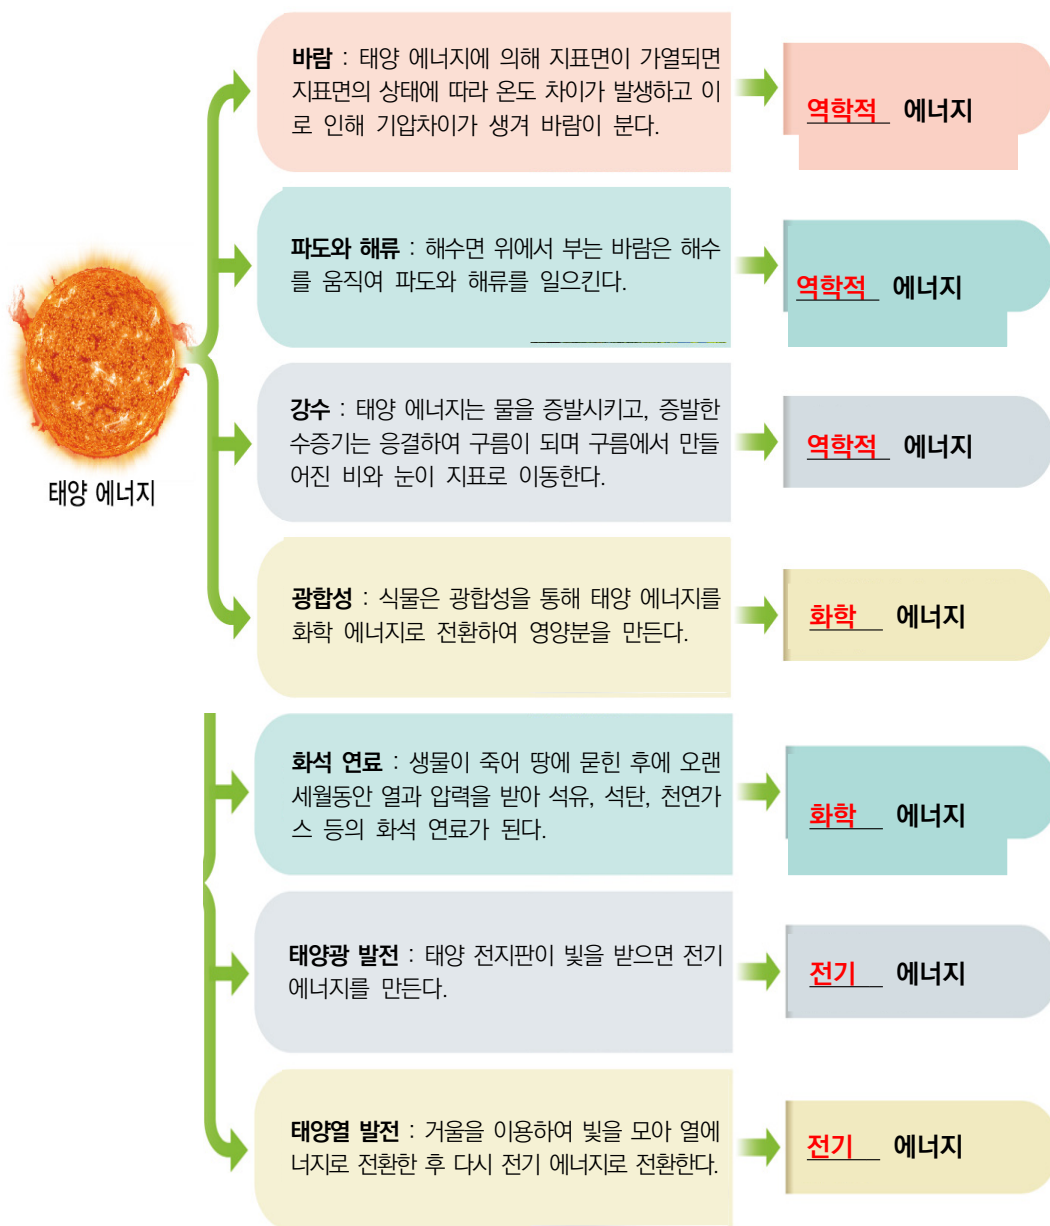 바람 : 태양 에너지에 의해 지표면이 가열되면
지표면의 상태에 따라 온도 차이가 발생하고 이
로 인해 기압차이가 생겨 바람이 분다.
역학적 에너지
파도와 해류 : 해수면 위에서 부는 바람은 해수
를 움직여 파도와 해류를 일으킨다.
역학적 에너지
태양 에너지
강수 : 태양 에너지는 물을 증발시키고, 증발한
수증기는 응결하여 구름이 되며 구름에서 만들
어진 비와 눈이 지표로 이동한다.
역학적 에너지
광합성 : 식물은 광합성을 통해 태양 에너지를
화학 에너지로 전환하여 영양분을 만든다.
화학 에너지
화석 연료 : 생물이 죽어 땅에 묻힌 후에 오랜
세월동안 열과 압력을 받아 석유, 석탄, 천연가
스 등의 화석 연료가 된다.
화학 에너지
태양광 발전 : 태양 전지판이 빛을 받으면 전기
에너지를 만든다.
전기 에너지
태양열 발전 : 거울을 이용하여 빛을 모아 열에
너지로 전환한 후 다시 전기 에너지로 전환한다.
전기 에너지